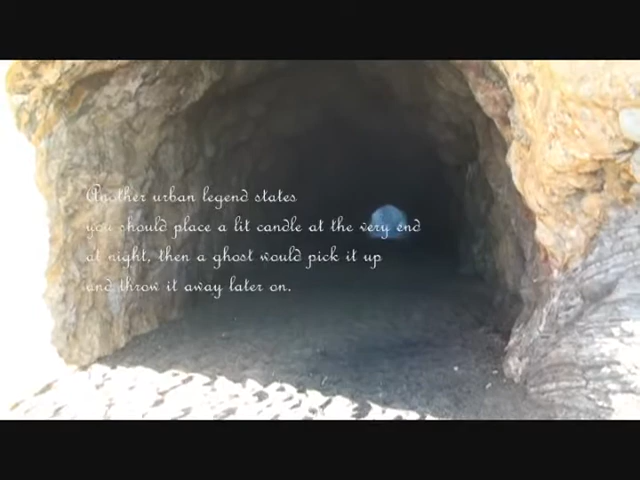 Another urban legend states
you should place a lit candle at the very end
at night, then a ghost would pick it up
and throw it away later on.